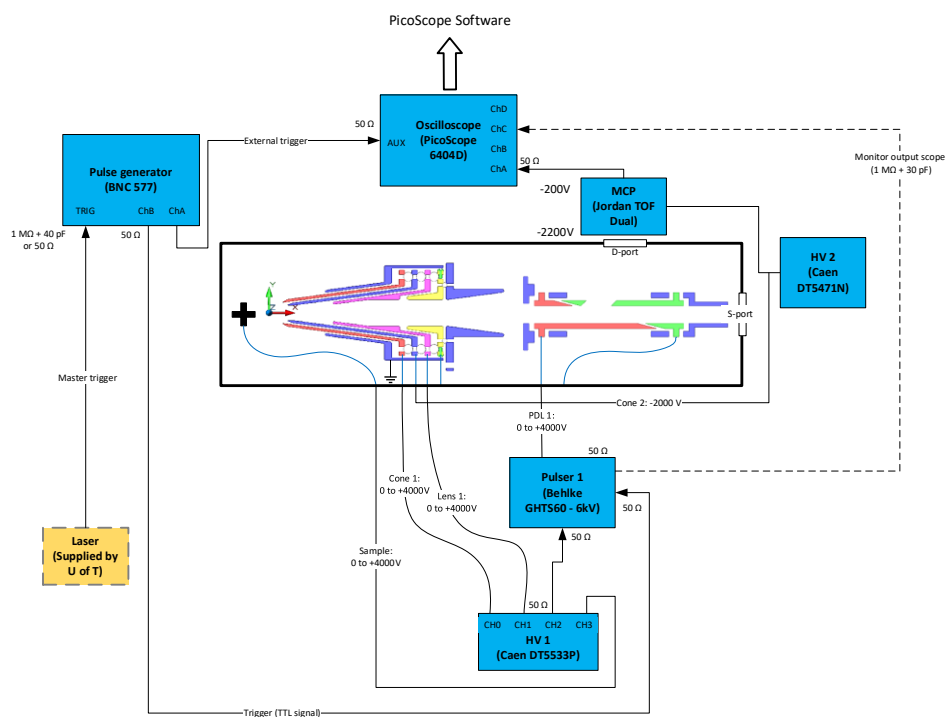 PicoScope Software
Oscilloscope
(PicoScope
6404D)
AUX
ChD
ChC
ChB
ChA
50 Ω
50 Ω
External trigger
Pulse generator
(BNC 577)
TRIG
ChB
ChA
1 MΩ + 40 pF
or 50 Ω
50 Ω
Monitor output scope
(1 MΩ + 30 pF)
-200V
MCP
(Jordan TOF
Dual)
-2200V
D-port
HV 2
(Caen
DT5471N)
Y
Z
X
S-port
Master trigger
Cone 2: -2000 V
PDL 1:
0 to +4000V
50 Ω
Pulser 1
(Behlke
GHTS60 - 6kV)
50 Ω
50 Ω
Cone 1:
0 to +4000V
Lens 1:
0 to +4000V
Laser
(Supplied by
U of T)
Sample:
0 to +4000V
50 Ω
CH0
CH1
CH2
CH3
HV 1
(Caen DT5533P)
Trigger (TTL signal)